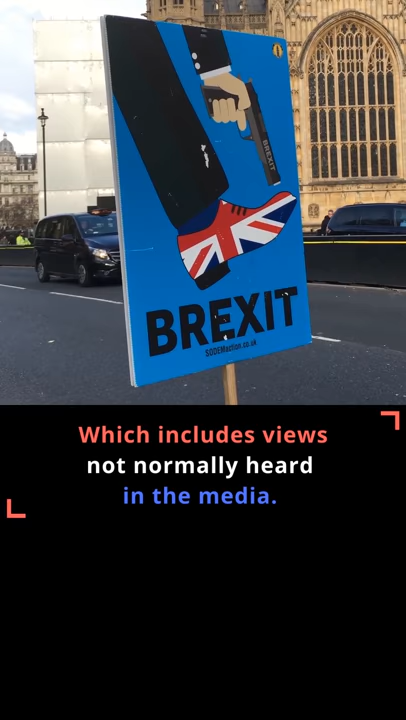 BREXIT
BREXIT
SODEMaction.co.uk
Which includes views
not normally heard
in the media.